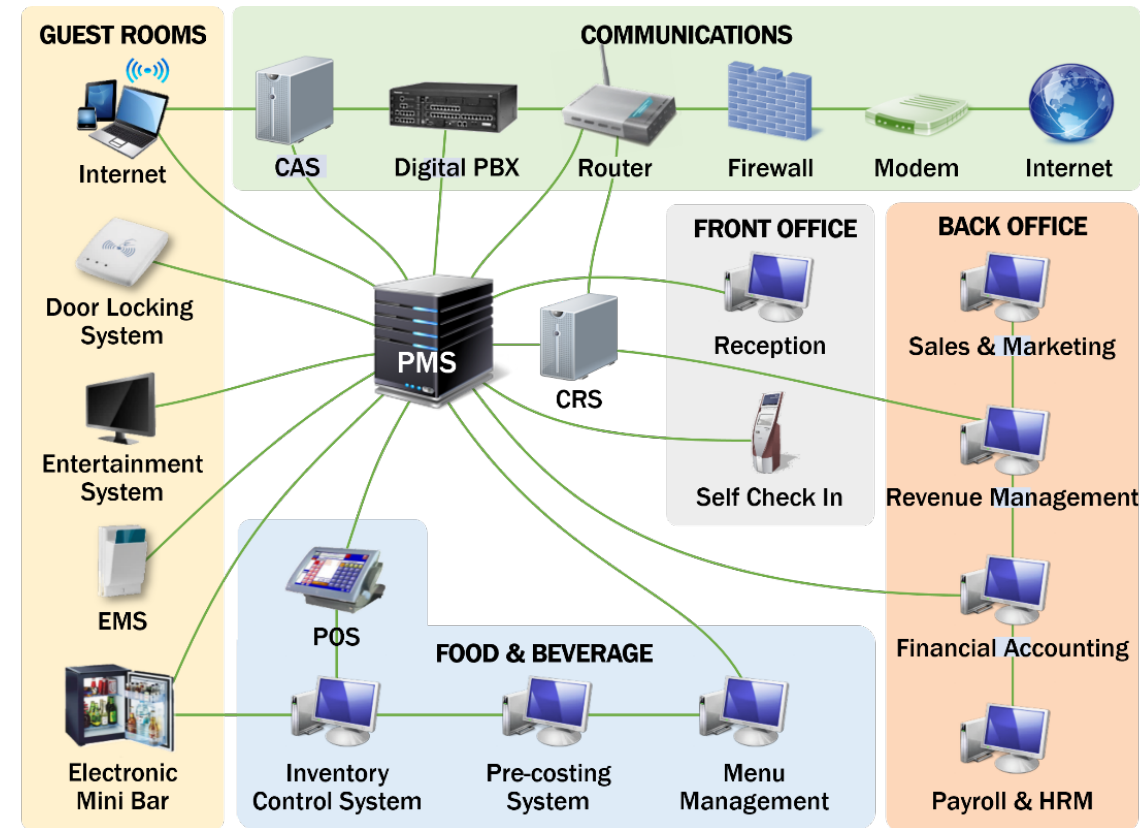 GUEST ROOMS
COMMUNICATIONS
Internet
CAS
Digital PBX
Router
Firewall
Modem
Internet
FRONT OFFICE
BACK OFFICE
Door Locking
System
PMS
CRS
Reception
Sales & Marketing
Entertainment
System
Self Check In
Revenue Management
EMS
POS
FOOD & BEVERAGE
Financial Accounting
Electronic
Mini Bar
Inventory
Control System
Pre-costing
System
Menu
Management
Payroll & HRM